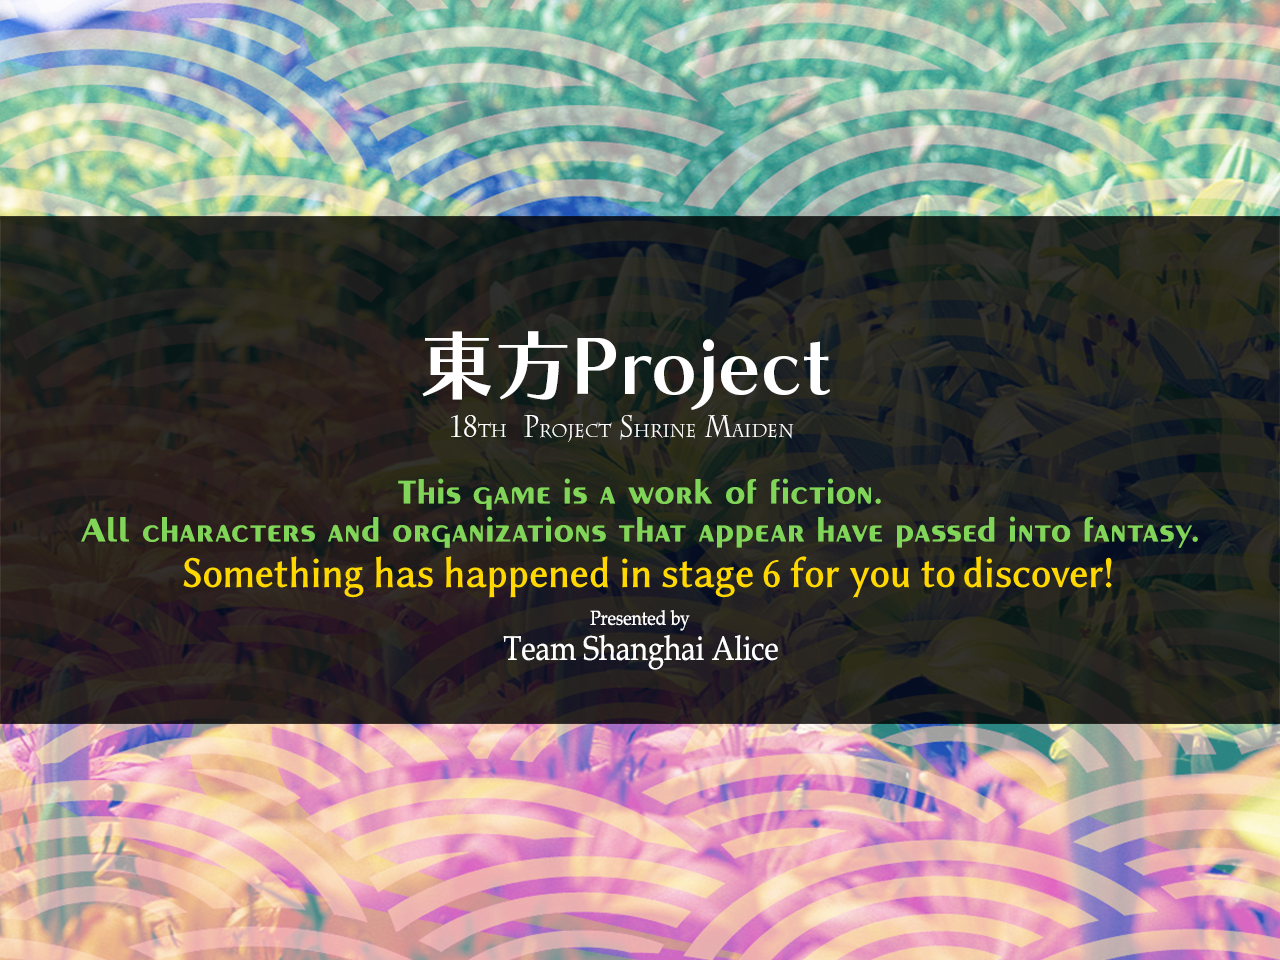 東方Project
18th Project Shrine Maiden
This game is a work of fiction.
All characters and organizations that appear have passed into fantasy.
Something has happened in stage 6 for you to discover!
Presented by
Team Shanghai Alice